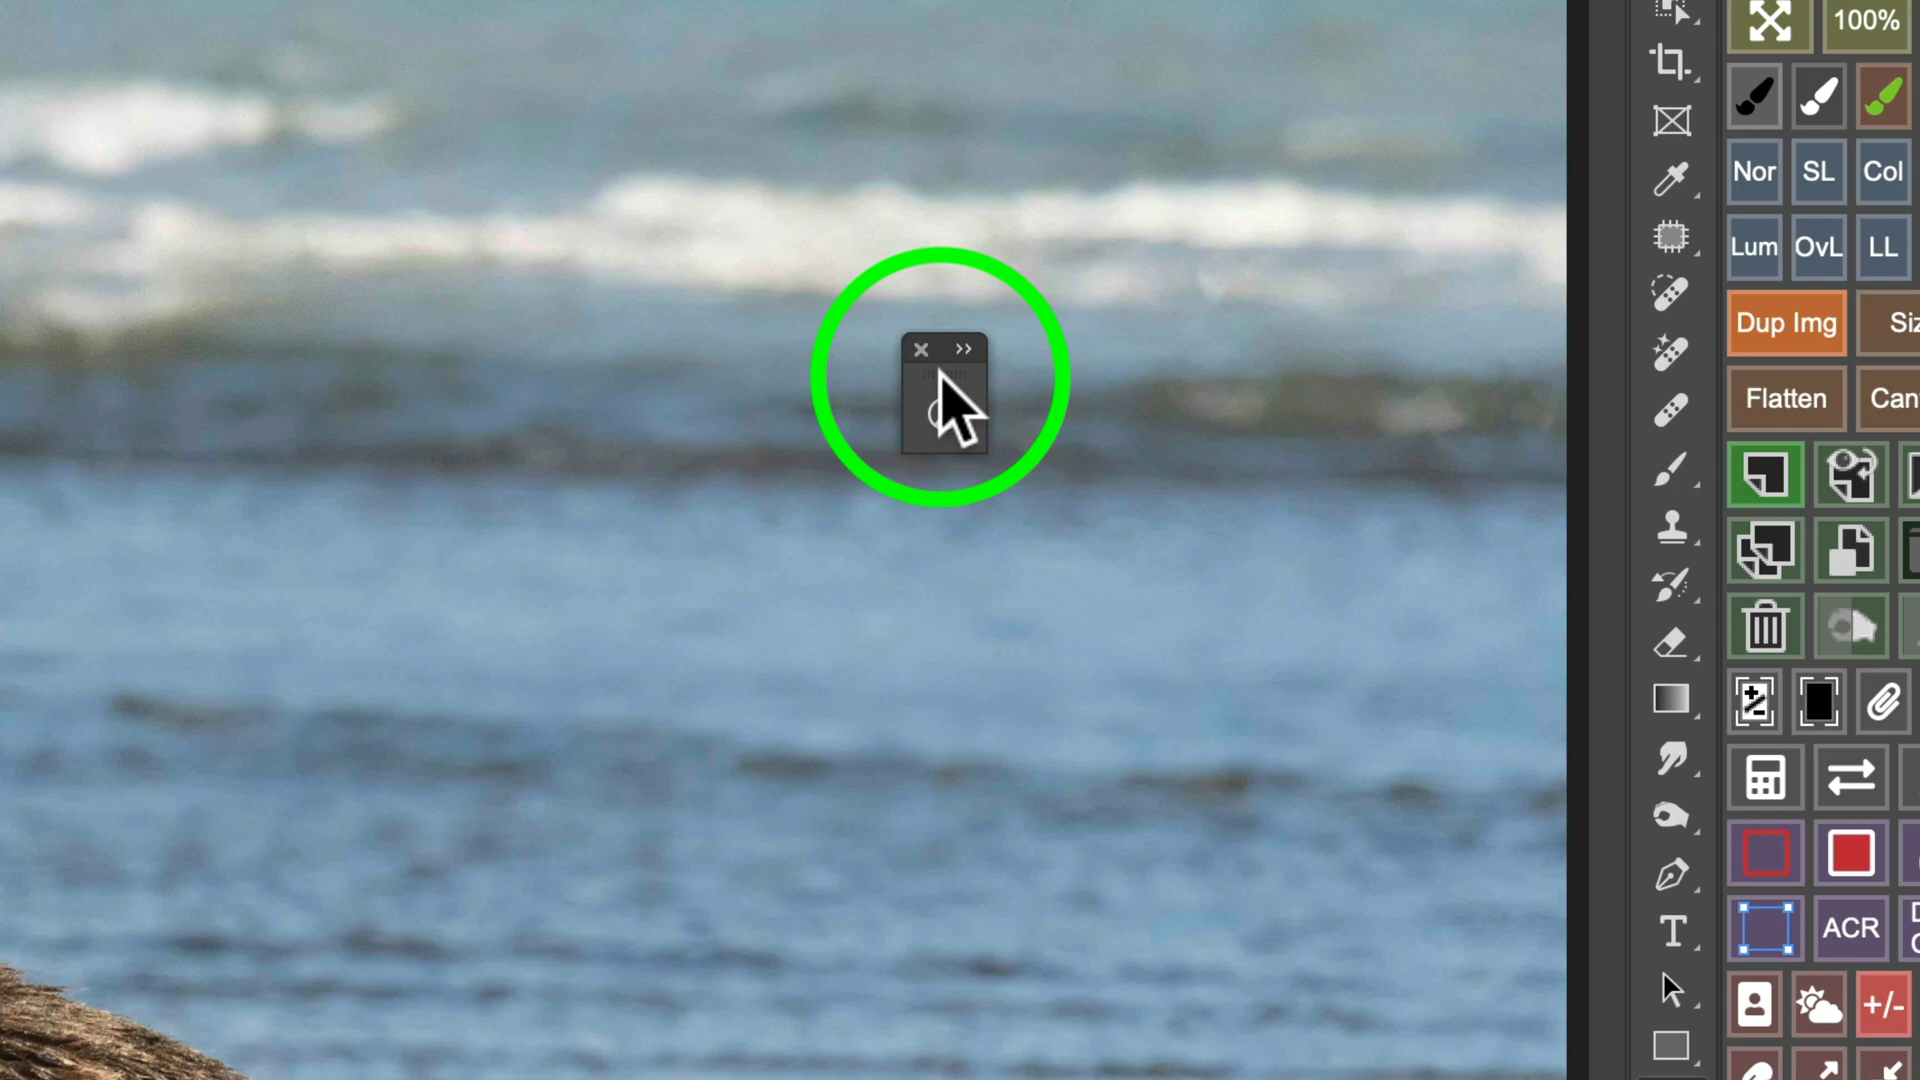 100%
Nor SL Col
Lum OvL LL
Dup Img Siz
Flatten Can
T
ACR
+/-